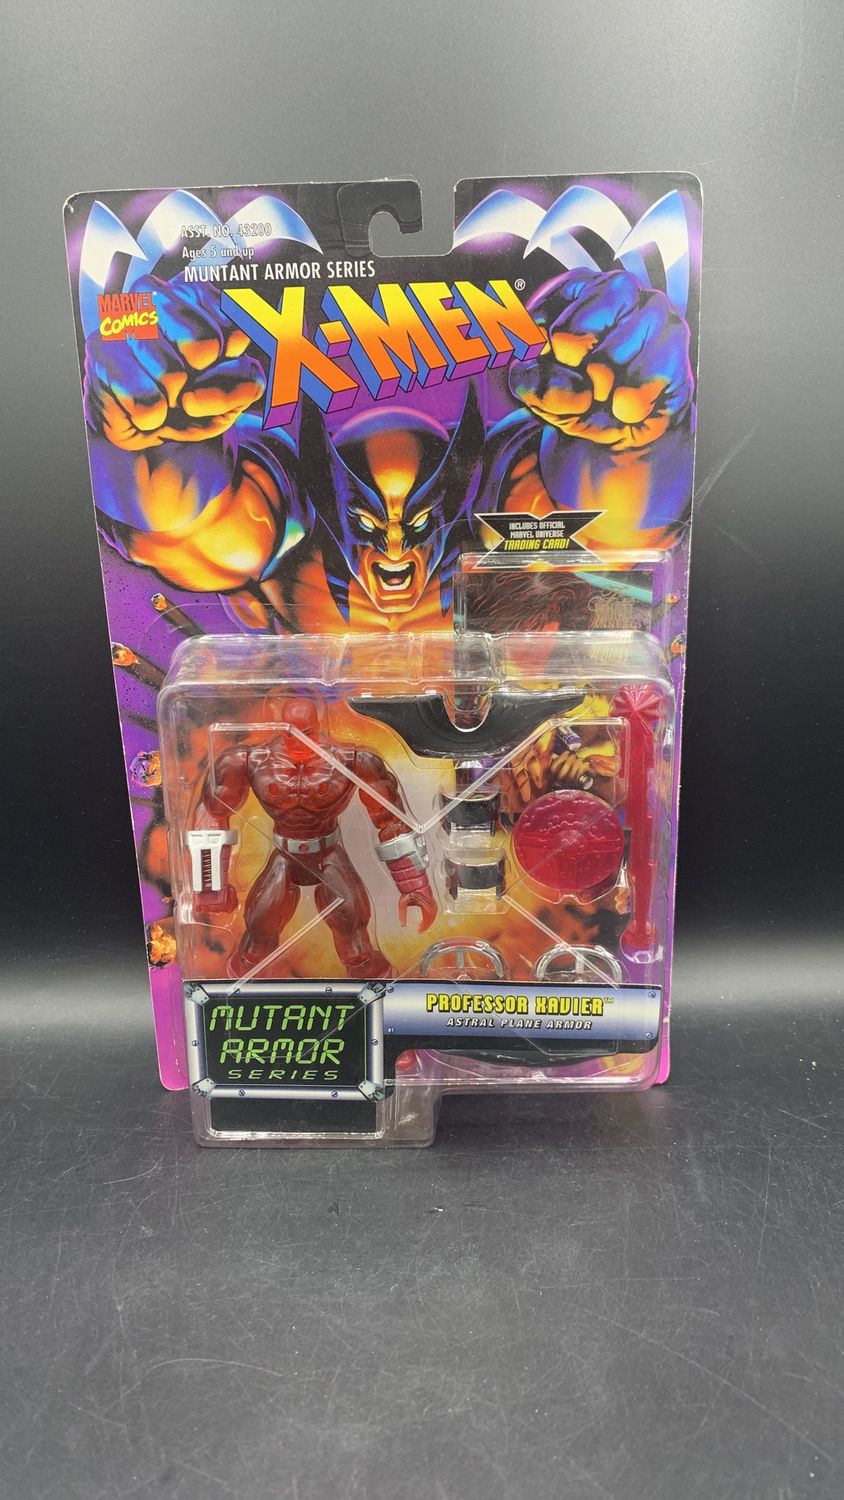 ASST. NO. 43200
Ages 5 and up
MUNTANT ARMOR SERIES
MARVEL
COMICS
X-MEN®
INCLUDES OFFICIAL
MARVEL UNIVERSE
TRADING CARD!
PROFESSOR XAVIER™
ASTRAL PLANE ARMOR
MUTANT
ARMOR
SERIES